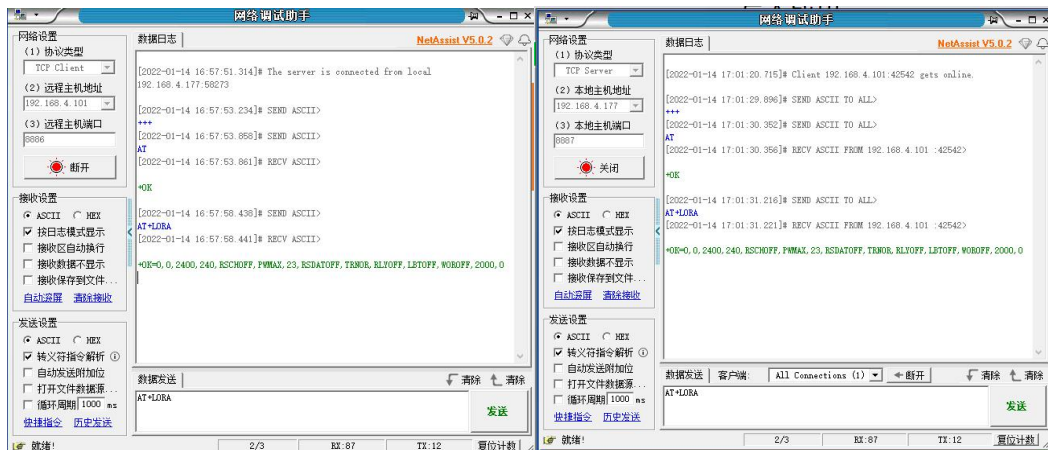 网络调试助手
网络设置
(1) 协议类型
TCP Client
(2) 远程主机地址
192.168.4.101
(3) 远程主机端口
8886
断开
接收设置
ASCII HEX
按日志模式显示
接收区自动换行
接收数据不显示
接收保存到文件...
自动滚屏 清除接收
发送设置
ASCII HEX
转义符指令解析
自动发送附加位
打开文件数据源...
循环周期 1000 ms
快捷指令 历史发送
数据日志 NetAssist V5.0.2
[2022-01-14 16:57:51.314]# The server is connected from local
192.168.4.177:58273
[2022-01-14 16:57:53.234]# SEND ASCII>
+++
[2022-01-14 16:57:53.858]# SEND ASCII>
AT
[2022-01-14 16:57:53.861]# RECV ASCII>
+OK
[2022-01-14 16:57:58.438]# SEND ASCII>
AT+LORA
[2022-01-14 16:57:58.441]# RECV ASCII>
+OK=0,0,2400,240,RSCHOFF,PWMAX,23,RSDATOFF,TRNOR,RLYOFF,LBTOFF,WOROFF,2000,0
数据发送 清除 清除
AT+LORA
发送
就绪! 2/3 RX:87 TX:12 复位计数
网络调试助手
网络设置
(1) 协议类型
TCP Server
(2) 本地主机地址
192.168.4.177
(3) 本地主机端口
8887
关闭
接收设置
ASCII HEX
按日志模式显示
接收区自动换行
接收数据不显示
接收保存到文件...
自动滚屏 清除接收
发送设置
ASCII HEX
转义符指令解析
自动发送附加位
打开文件数据源...
循环周期 1000 ms
快捷指令 历史发送
数据日志 NetAssist V5.0.2
[2022-01-14 17:01:20.715]# Client 192.168.4.101:42542 gets online.
[2022-01-14 17:01:29.896]# SEND ASCII TO ALL>
+++
[2022-01-14 17:01:30.352]# SEND ASCII TO ALL>
AT
[2022-01-14 17:01:30.356]# RECV ASCII FROM 192.168.4.101 :42542>
+OK
[2022-01-14 17:01:31.216]# SEND ASCII TO ALL>
AT+LORA
[2022-01-14 17:01:31.221]# RECV ASCII FROM 192.168.4.101 :42542>
+OK=0,0,2400,240,RSCHOFF,PWMAX,23,RSDATOFF,TRNOR,RLYOFF,LBTOFF,WOROFF,2000,0
数据发送 客户端: All Connections (1) 断开 清除 清除
AT+LORA
发送
就绪! 2/3 RX:87 TX:12 复位计数